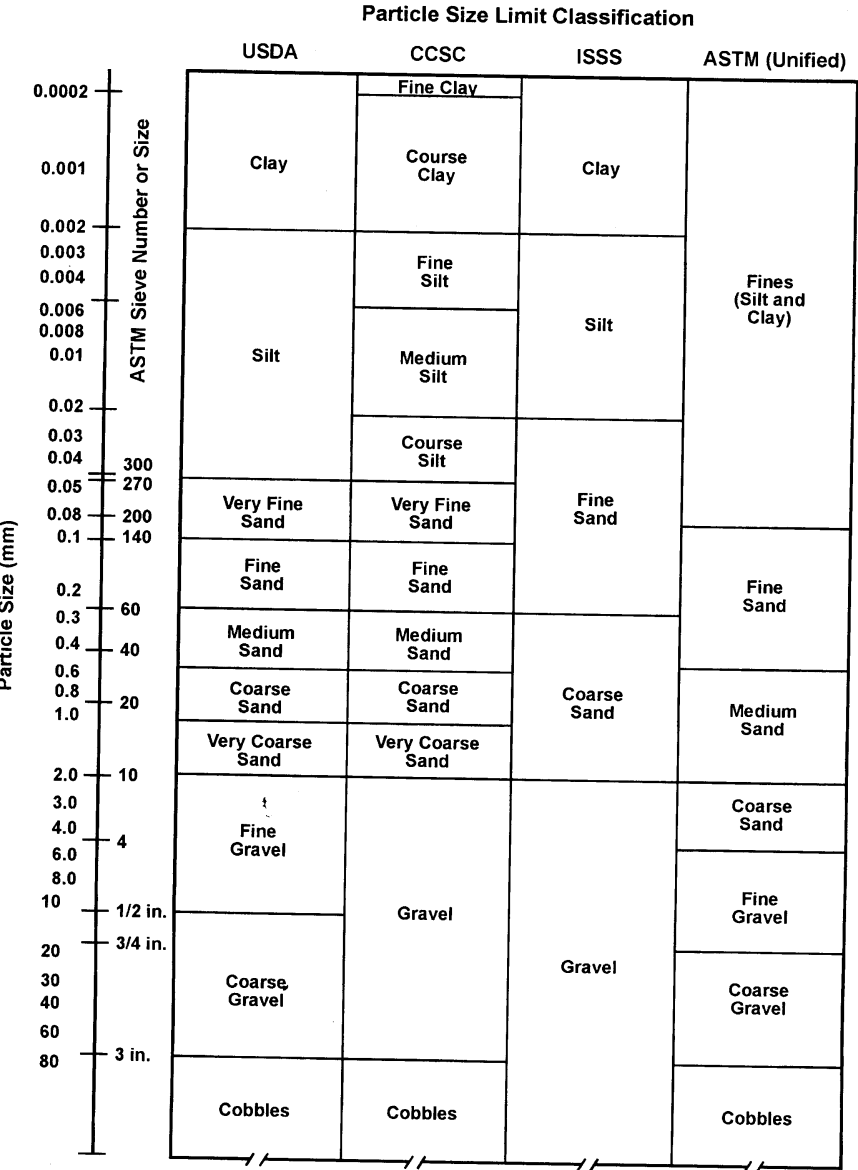 Particle Size Limit Classification
USDA
CCSC
ISSS
ASTM (Unified)
Particle Size (mm)
0.0002
0.001
0.002
0.003
0.004
0.006
0.008
0.01
0.02
0.03
0.04
0.05
0.08
0.1
0.2
0.3
0.4
0.6
0.8
1.0
2.0
3.0
4.0
6.0
8.0
10
20
30
40
60
80
ASTM Sieve Number or Size
300
270
200
140
60
40
20
10
4
1/2 in.
3/4 in.
3 in.
Clay
Silt
Very Fine
Sand
Fine
Sand
Medium
Sand
Coarse
Sand
Very Coarse
Sand
Fine
Gravel
Coarse
Gravel
Cobbles
Fine Clay
Course
Clay
Fine
Silt
Medium
Silt
Course
Silt
Very Fine
Sand
Fine
Sand
Medium
Sand
Coarse
Sand
Very Coarse
Sand
Gravel
Cobbles
Clay
Silt
Fine
Sand
Coarse
Sand
Gravel
Fines
(Silt and
Clay)
Fine
Sand
Medium
Sand
Coarse
Sand
Fine
Gravel
Coarse
Gravel
Cobbles